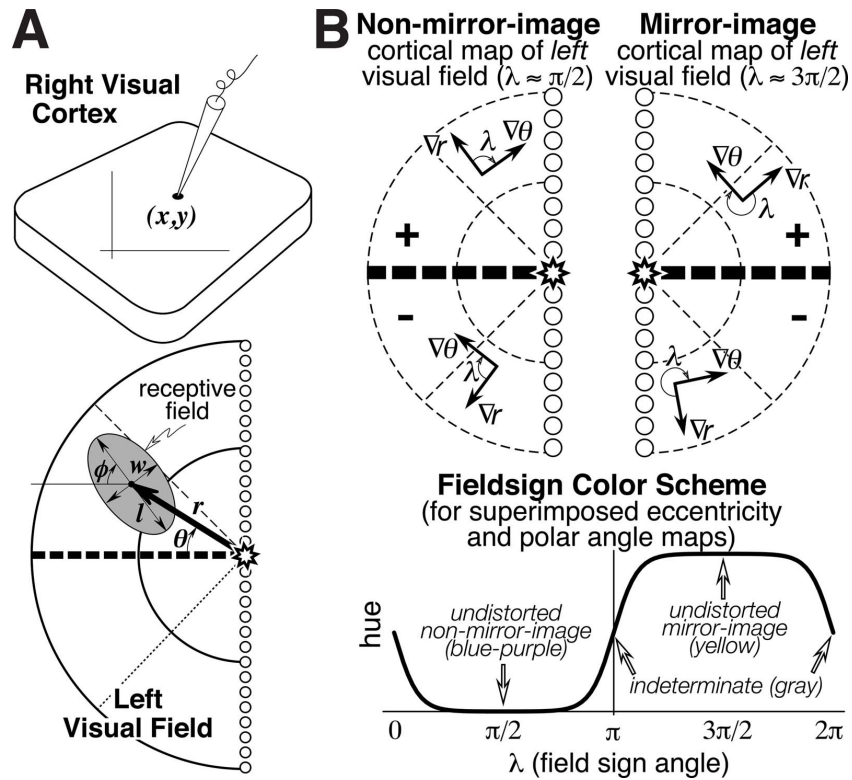 A
Right Visual
Cortex
(x,y)
receptive
field
ϕ
w
l
r
θ
Left
Visual Field
B
Non-mirror-image
cortical map of left
visual field (λ ≈ π/2)
Mirror-image
cortical map of left
visual field (λ ≈ 3π/2)
∇r
λ
∇θ
+
-
∇θ
λ
∇r
∇θ
∇r
λ
+
-
λ
∇θ
∇r
Fieldsign Color Scheme
(for superimposed eccentricity
and polar angle maps)
hue
undistorted
non-mirror-image
(blue-purple)
undistorted
mirror-image
(yellow)
indeterminate (gray)
0
π/2
π
3π/2
2π
λ (field sign angle)